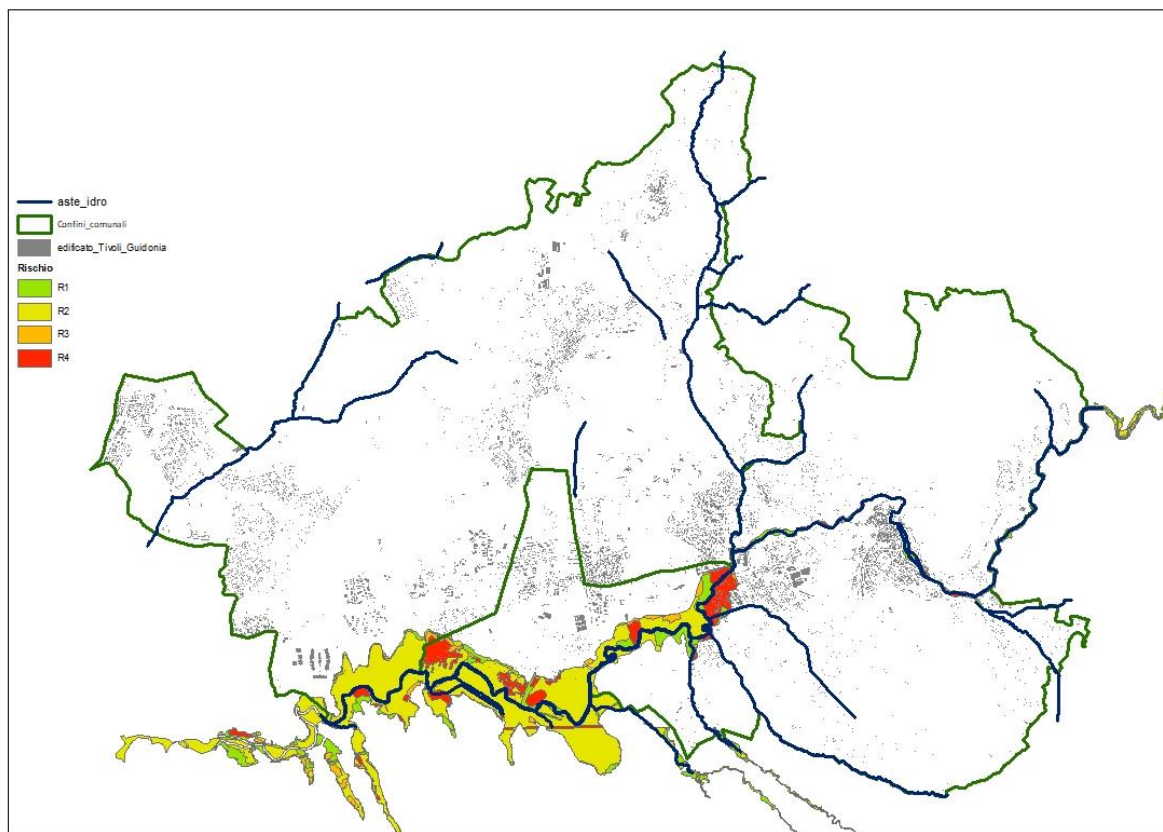 aste_idro
Confini_comunali
edificato_Tivoli_Guidonia
Rischio
R1
R2
R3
R4